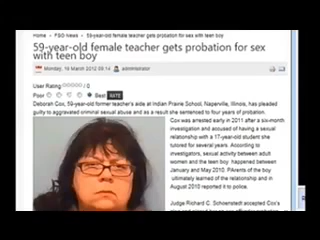 Home » FSO News » 59-year-old female teacher gets probation for sex with teen boy
59-year-old female teacher gets probation for sex
with teen boy
Monday, 19 March 2012 09:14 administrator
User Rating: / 0
Poor Best RATE
Deborah Cox, 59-year-old former teacher's aide at Indian Prairie School, Naperville, Illinois, has pleaded
guilty to aggravated criminal sexual abuse and as a result she sentenced to four years of probation.
Cox was arrested early in 2011 after a six-month
investigation and accused of having a sexual
relationship with a 17-year-old student she
tutored for several years. According to
investigators, sexual activity between adult
women and the teen boy happened between
January and May 2010. PArents of the boy
ultimately learned of the relationship and in
August 2010 reported it to police.
Judge Richard C. Schoenstedt accepted Cox's